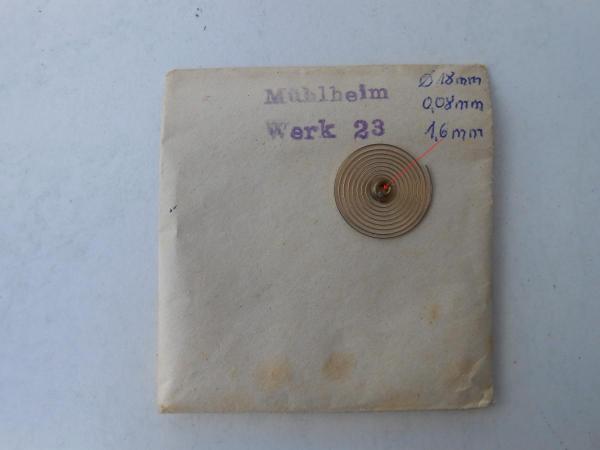 Mühlheim
Werk 23
Ø 18mm
0,08mm
1,6mm